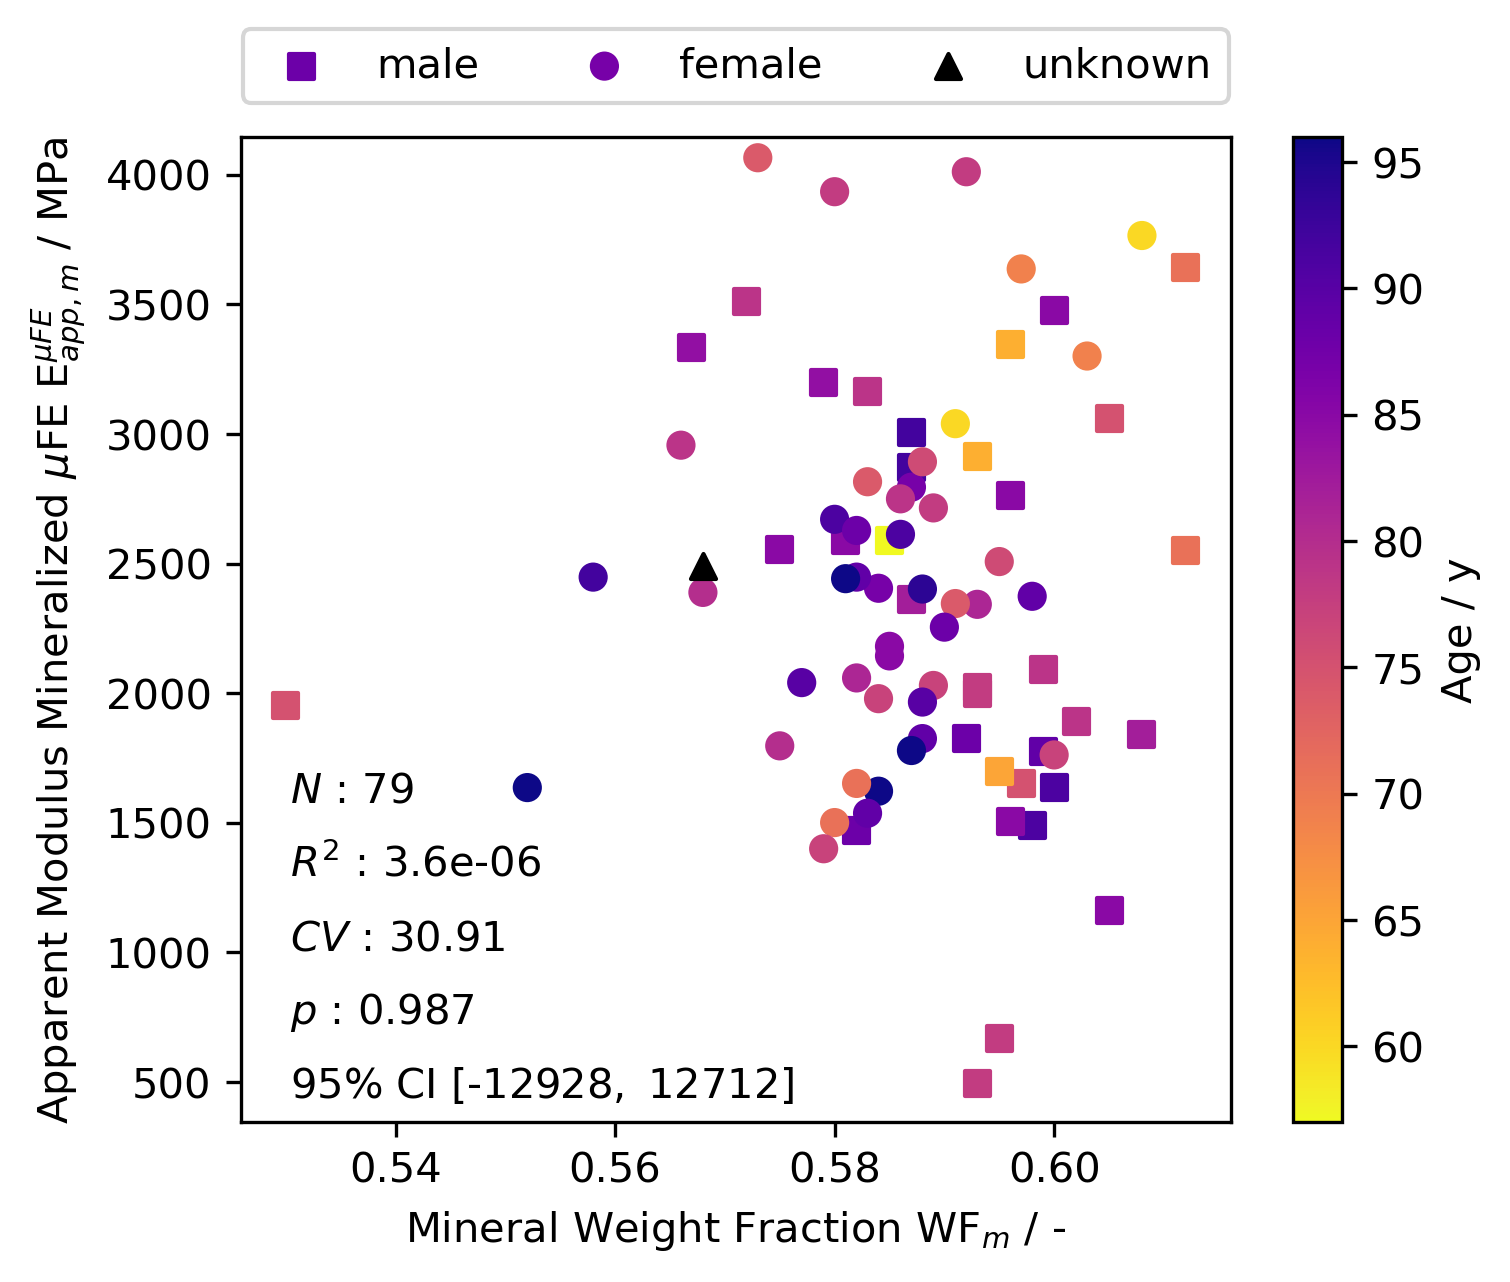 male female unknown
Apparent Modulus Mineralized μFE E^{μFE}_{app,m} / MPa
4000
3500
3000
2500
2000
1500
1000
500
N : 79
R² : 3.6e-06
CV : 30.91
p : 0.987
95% CI [-12928, 12712]
0.54 0.56 0.58 0.60
Mineral Weight Fraction WF_m / -
95
90
85
80
75
70
65
60
Age / y